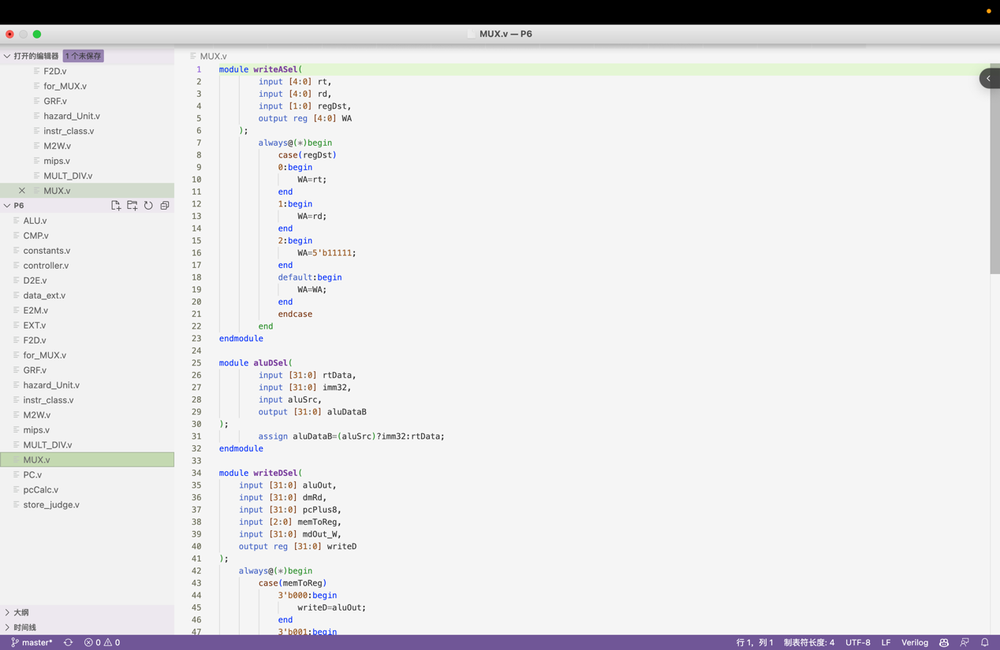 MUX.v — P6
打开的编辑器 1 个未保存
F2D.v
for_MUX.v
GRF.v
hazard_Unit.v
instr_class.v
M2W.v
mips.v
MULT_DIV.v
MUX.v
P6
ALU.v
CMP.v
constants.v
controller.v
D2E.v
data_ext.v
E2M.v
EXT.v
F2D.v
for_MUX.v
GRF.v
hazard_Unit.v
instr_class.v
M2W.v
mips.v
MULT_DIV.v
MUX.v
PC.v
pcCalc.v
store_judge.v
大纲
时间线
MUX.v
1 module writeASel(
2 input [4:0] rt,
3 input [4:0] rd,
4 input [1:0] regDst,
5 output reg [4:0] WA
6 );
7 always@(*)begin
8 case(regDst)
9 0:begin
10 WA=rt;
11 end
12 1:begin
13 WA=rd;
14 end
15 2:begin
16 WA=5'b11111;
17 end
18 default:begin
19 WA=WA;
20 end
21 endcase
22 end
23 endmodule
24
25 module aluDSel(
26 input [31:0] rtData,
27 input [31:0] imm32,
28 input aluSrc,
29 output [31:0] aluDataB
30 );
31 assign aluDataB=(aluSrc)?imm32:rtData;
32 endmodule
33
34 module writeDSel(
35 input [31:0] aluOut,
36 input [31:0] dmRd,
37 input [31:0] pcPlus8,
38 input [2:0] memToReg,
39 input [31:0] mdOut_W,
40 output reg [31:0] writeD
41 );
42 always@(*)begin
43 case(memToReg)
44 3'b000:begin
45 writeD=aluOut;
46 end
47 3'b001:begin
master* 0 0 行 1，列 1 制表符长度: 4 UTF-8 LF Verilog